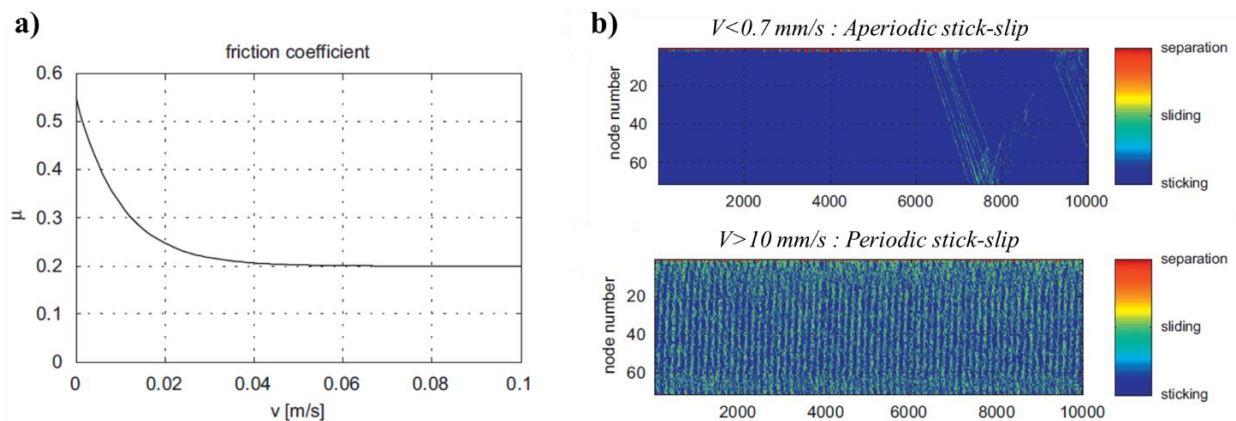 a)
friction coefficient
0.6
0.5
0.4
0.3
0.2
0.1
0
μ
0 0.02 0.04 0.06 0.08 0.1
v [m/s]
b)
V<0.7 mm/s : Aperiodic stick-slip
node number
20
40
60
2000 4000 6000 8000 10000
separation
sliding
sticking
V>10 mm/s : Periodic stick-slip
node number
20
40
60
2000 4000 6000 8000 10000
separation
sliding
sticking